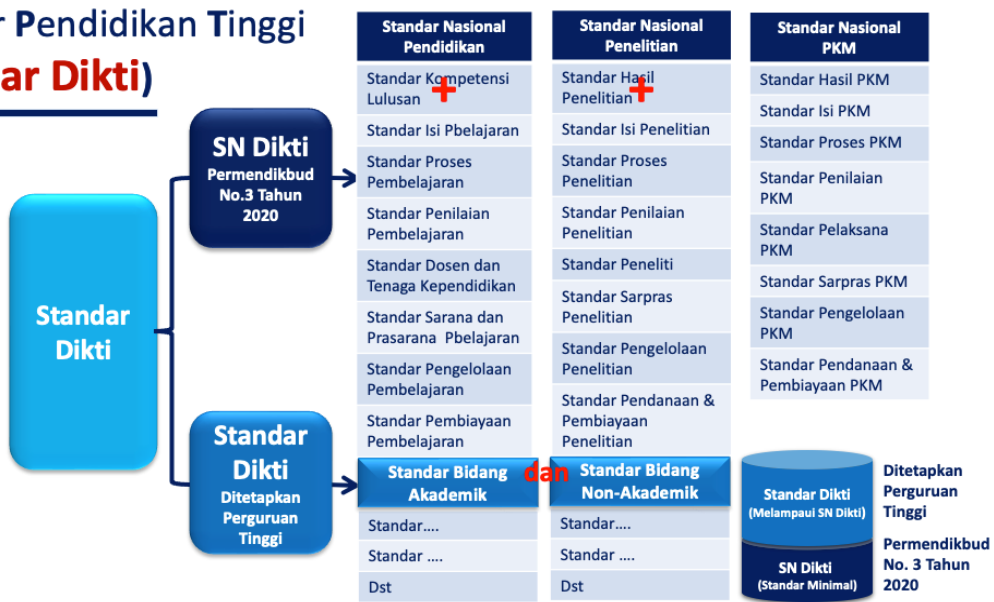 r Pendidikan Tinggi
ar Dikti)
Standar
Dikti
SN Dikti
Permendikbud
No.3 Tahun
2020
Standar
Dikti
Ditetapkan
Perguruan
Tinggi
Standar Nasional
Pendidikan
Standar Kompetensi
Lulusan
+
Standar Isi Pbelajaran
Standar Proses
Pembelajaran
Standar Penilaian
Pembelajaran
Standar Dosen dan
Tenaga Kependidikan
Standar Sarana dan
Prasarana Pbelajaran
Standar Pengelolaan
Pembelajaran
Standar Pembiayaan
Pembelajaran
Standar Nasional
Penelitian
Standar Hasil
Penelitian
+
Standar Isi Penelitian
Standar Proses
Penelitian
Standar Penilaian
Penelitian
Standar Peneliti
Standar Sarpras
Penelitian
Standar Pengelolaan
Penelitian
Standar Pendanaan &
Pembiayaan
Penelitian
Standar Nasional
PKM
Standar Hasil PKM
Standar Isi PKM
Standar Proses PKM
Standar Penilaian
PKM
Standar Pelaksana
PKM
Standar Sarpras PKM
Standar Pengelolaan
PKM
Standar Pendanaan &
Pembiayaan PKM
Standar Bidang
Akademik
Standar....
Standar ....
Dst
dan
Standar Bidang
Non-Akademik
Standar....
Standar ....
Dst
Standar Dikti
(Melampaui SN Dikti)
SN Dikti
(Standar Minimal)
Ditetapkan
Perguruan
Tinggi
Permendikbud
No. 3 Tahun
2020